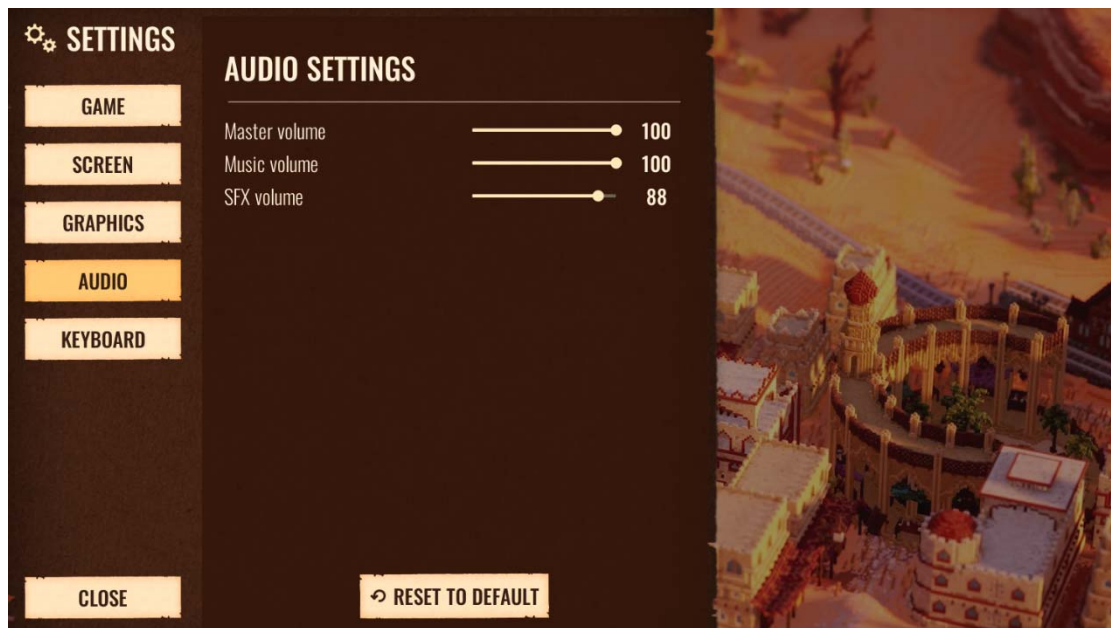 SETTINGS
GAME
SCREEN
GRAPHICS
AUDIO
KEYBOARD
CLOSE
AUDIO SETTINGS
Master volume 100
Music volume 100
SFX volume 88
RESET TO DEFAULT